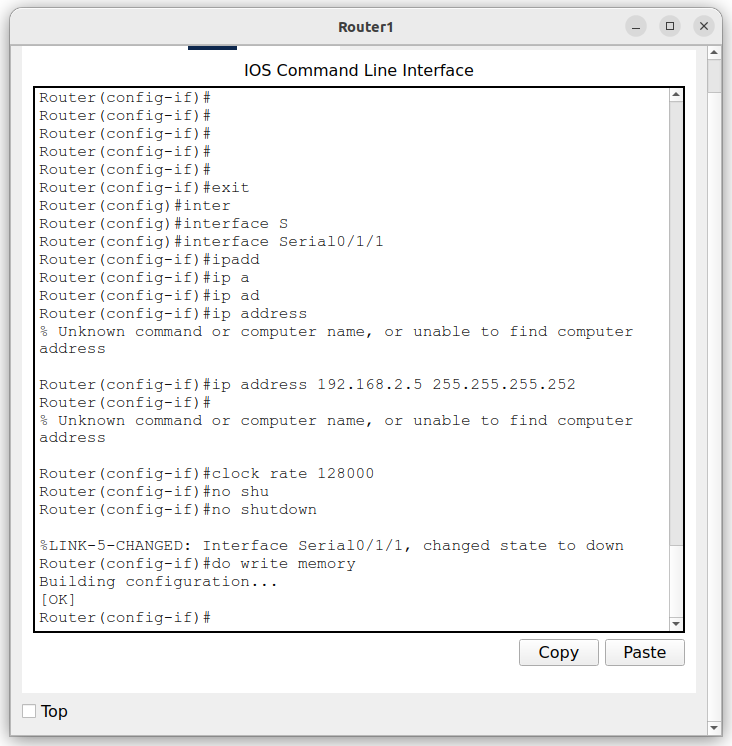 Router1
IOS Command Line Interface
Router(config-if)#
Router(config-if)#
Router(config-if)#
Router(config-if)#
Router(config-if)#
Router(config-if)#exit
Router(config)#inter
Router(config)#interface S
Router(config)#interface Serial0/1/1
Router(config-if)#ipadd
Router(config-if)#ip a
Router(config-if)#ip ad
Router(config-if)#ip address
% Unknown command or computer name, or unable to find computer
address
Router(config-if)#ip address 192.168.2.5 255.255.255.252
Router(config-if)#
% Unknown command or computer name, or unable to find computer
address
Router(config-if)#clock rate 128000
Router(config-if)#no shu
Router(config-if)#no shutdown
%LINK-5-CHANGED: Interface Serial0/1/1, changed state to down
Router(config-if)#do write memory
Building configuration...
[OK]
Router(config-if)#
Copy Paste
Top